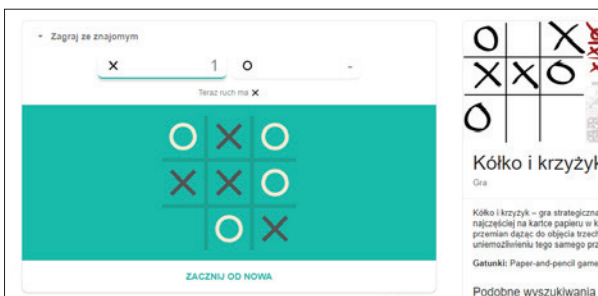 Zagraj ze znajomym
× 1 O -
Teraz ruch ma ×
ZACZNIJ OD NOWA
Kółko i krzyżyk
Gra
Kółko i krzyżyk – gra strategiczna
najczęściej na kartce papieru w k
przemian dążąc do objęcia trzech
uniemożliwieniu tego samego prz
Gatunki: Paper-and-pencil game
Podobne wyszukiwania